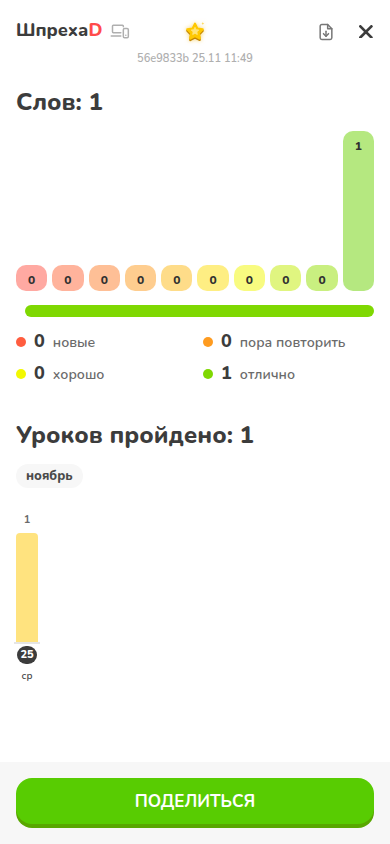 ШпрехаD
56e9833b 25.11 11:49
Слов: 1
1
0 0 0 0 0 0 0 0 0
0 новые 0 пора повторить
0 хорошо 1 отлично
Уроков пройдено: 1
ноябрь
1
25
ср
ПОДЕЛИТЬСЯ